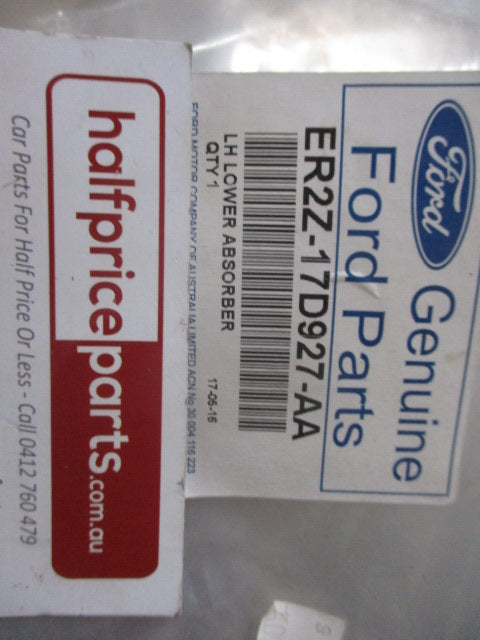 Ford
Genuine
Ford Parts
ER2Z-17D927-AA
LH LOWER ABSORBER
QTY 1
17-05-16
FORD MOTOR COMPANY OF AUSTRALIA LIMITED ACN No 30 004 116 223
halfpriceparts.com.au
Car Parts For Half Price Or Less - Call 0412 760 479